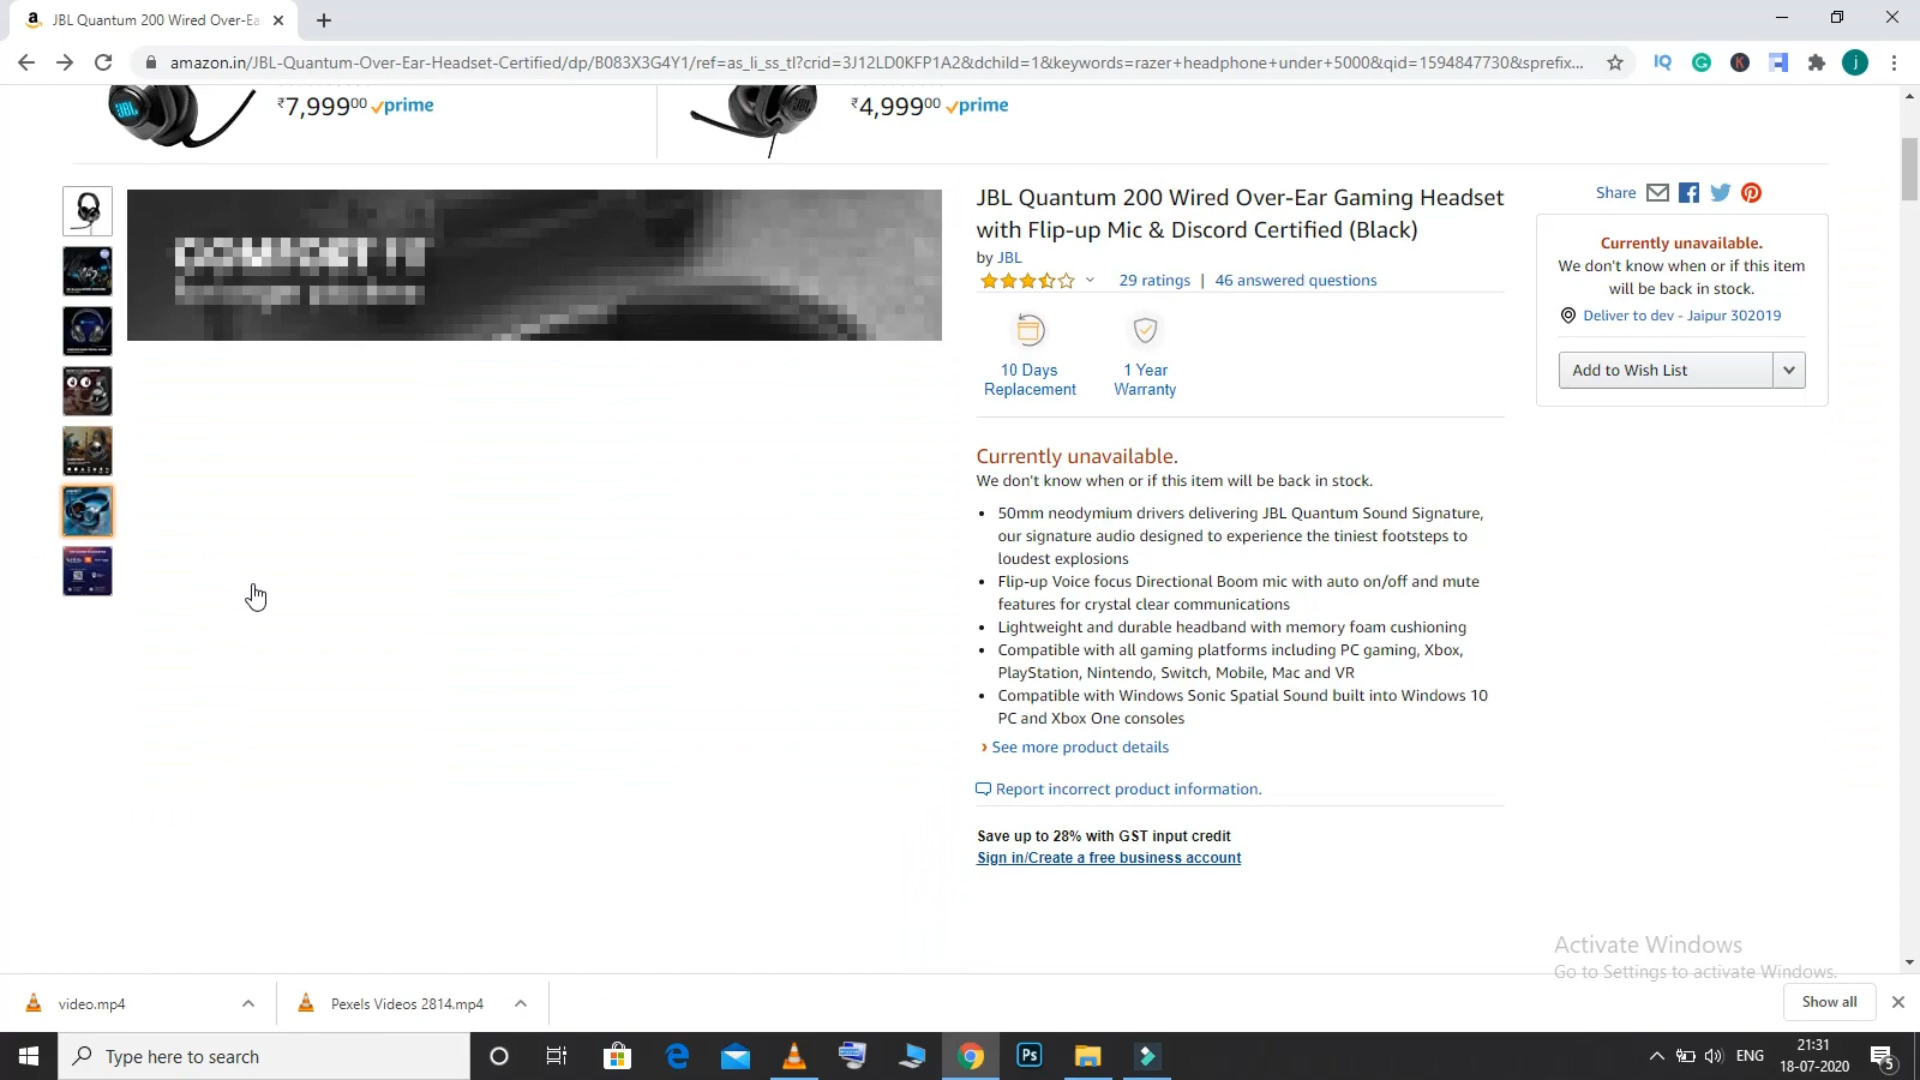 JBL Quantum 200 Wired Over-Ea
amazon.in/JBL-Quantum-Over-Ear-Headset-Certified/dp/B083X3G4Y1/ref=as_li_ss_tl?crid=3J12LD0KFP1A2&dchild=1&keywords=razer+headphone+under+5000&qid=1594847730&sprefix...
JBL
₹7,999⁰⁰ prime
JBL
₹4,999⁰⁰ prime
JBL Quantum 200 Wired Over-Ear Gaming Headset
with Flip-up Mic & Discord Certified (Black)
by JBL
29 ratings | 46 answered questions
10 Days
Replacement
1 Year
Warranty
Currently unavailable.
We don't know when or if this item will be back in stock.
• 50mm neodymium drivers delivering JBL Quantum Sound Signature,
our signature audio designed to experience the tiniest footsteps to
loudest explosions
• Flip-up Voice focus Directional Boom mic with auto on/off and mute
features for crystal clear communications
• Lightweight and durable headband with memory foam cushioning
• Compatible with all gaming platforms including PC gaming, Xbox,
PlayStation, Nintendo, Switch, Mobile, Mac and VR
• Compatible with Windows Sonic Spatial Sound built into Windows 10
PC and Xbox One consoles
› See more product details
Report incorrect product information.
Save up to 28% with GST input credit
Sign in/Create a free business account
Share
Currently unavailable.
We don't know when or if this item
will be back in stock.
Deliver to dev - Jaipur 302019
Add to Wish List
Activate Windows
Go to Settings to activate Windows.
video.mp4
Pexels Videos 2814.mp4
Show all
Type here to search
Ps
ENG
21:31
18-07-2020
5